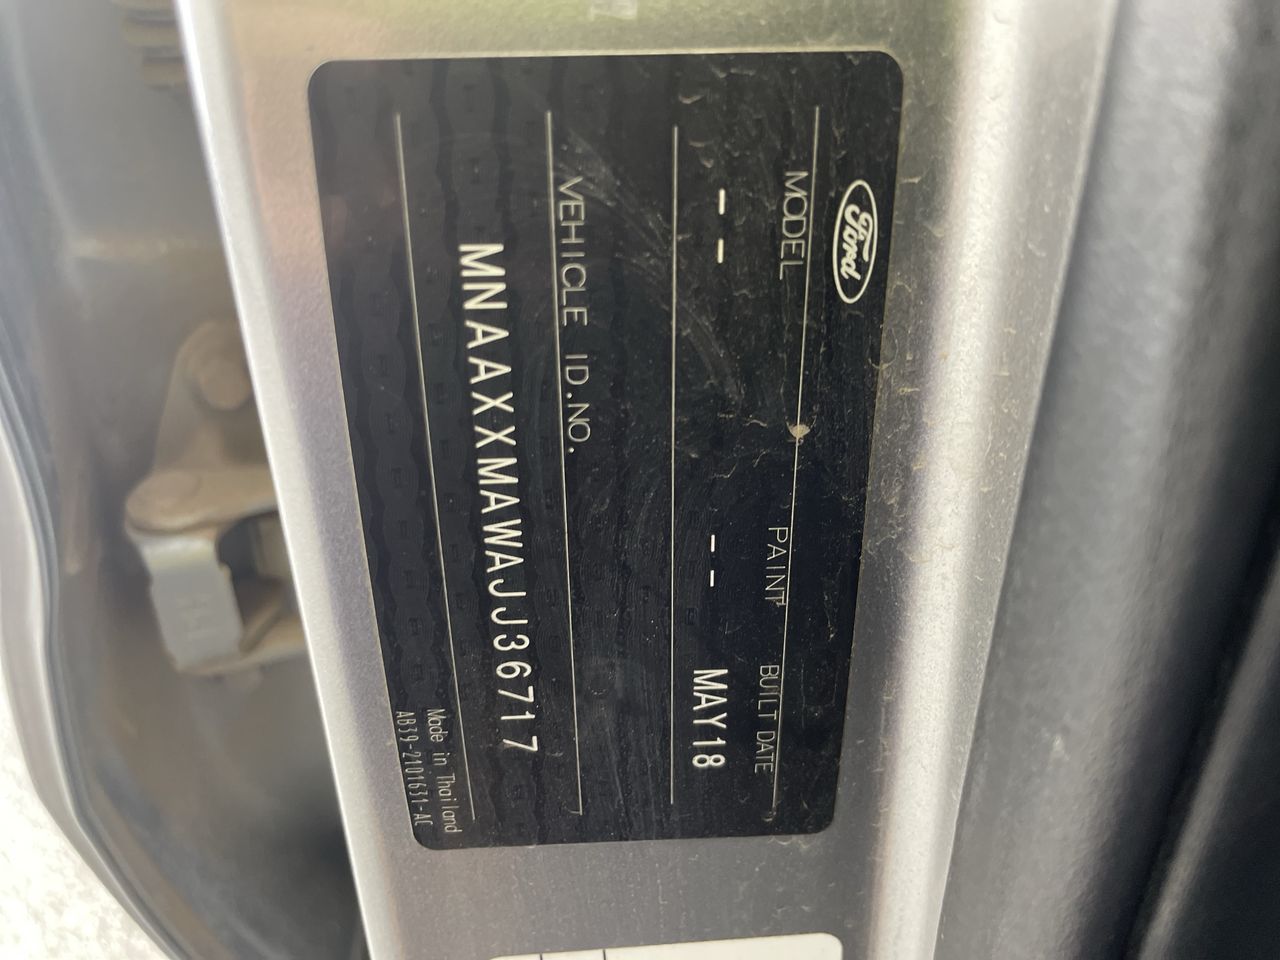 Ford
MODEL PAINT BUILT DATE
-- -- MAY18
VEHICLE ID.NO.
MNAAXXMAWAJJ36717
Made in Thailand
AB39-2101631-AC